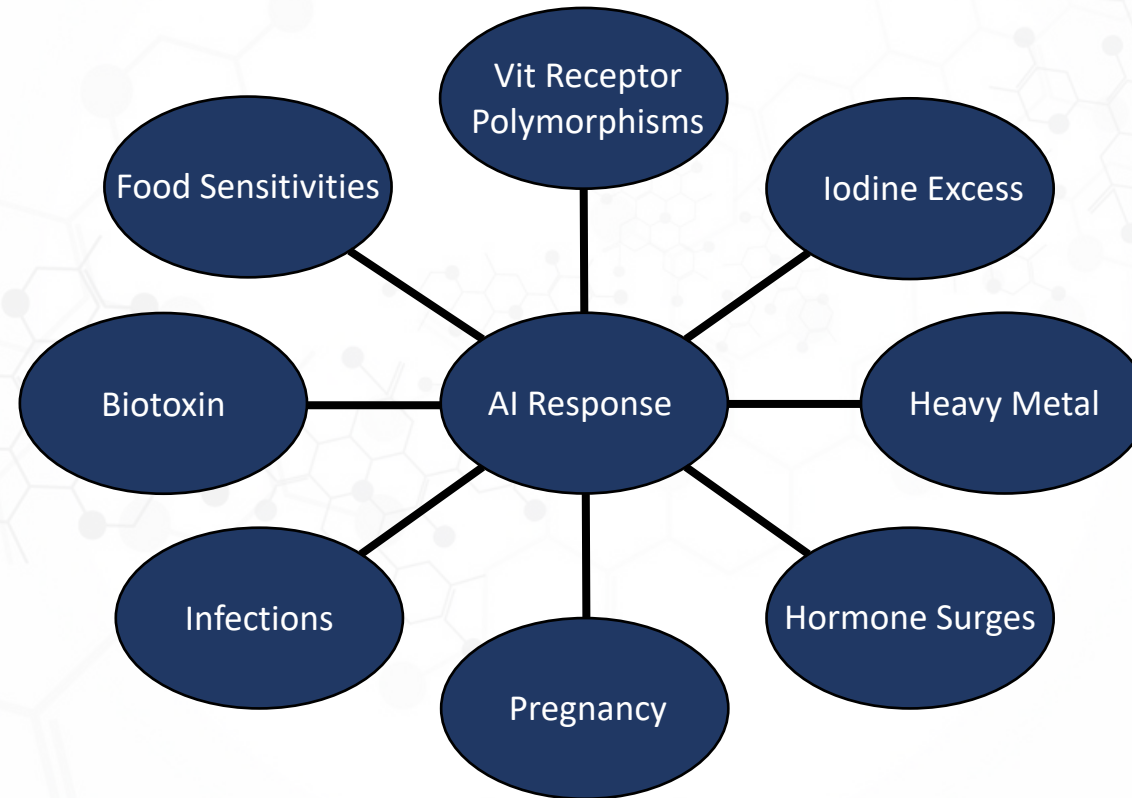 Vit Receptor
Polymorphisms
Food Sensitivities
Iodine Excess
Biotoxin
AI Response
Heavy Metal
Infections
Hormone Surges
Pregnancy